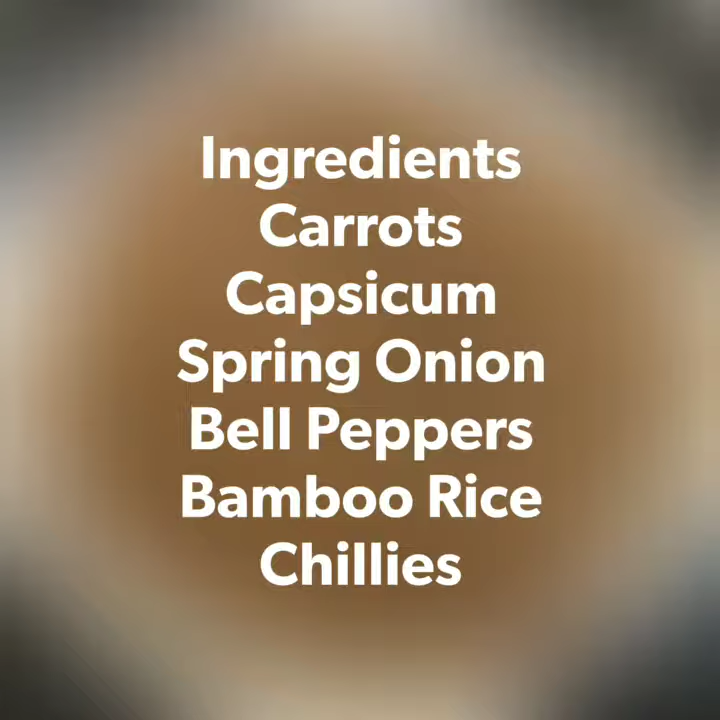 Ingredients
Carrots
Capsicum
Spring Onion
Bell Peppers
Bamboo Rice
Chillies